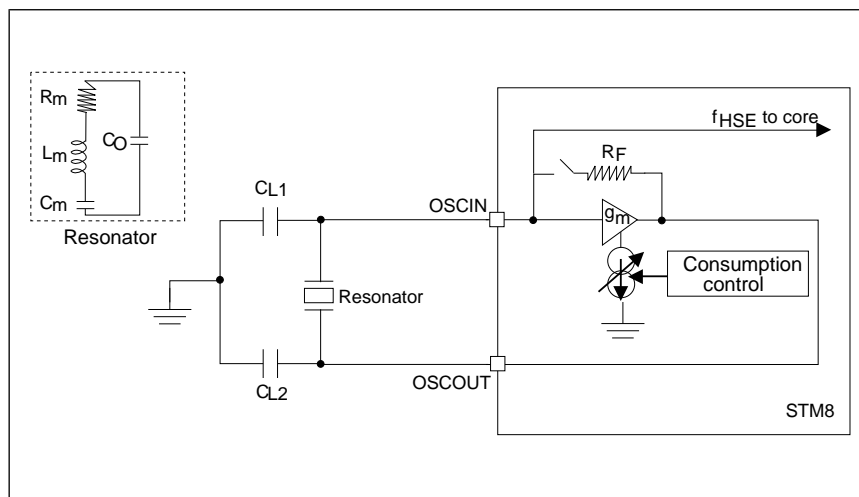 Rm
Lm
CO
Cm
Resonator
fHSE to core
RF
CL1
OSCIN
gm
Consumption
control
Resonator
CL2
OSCOUT
STM8